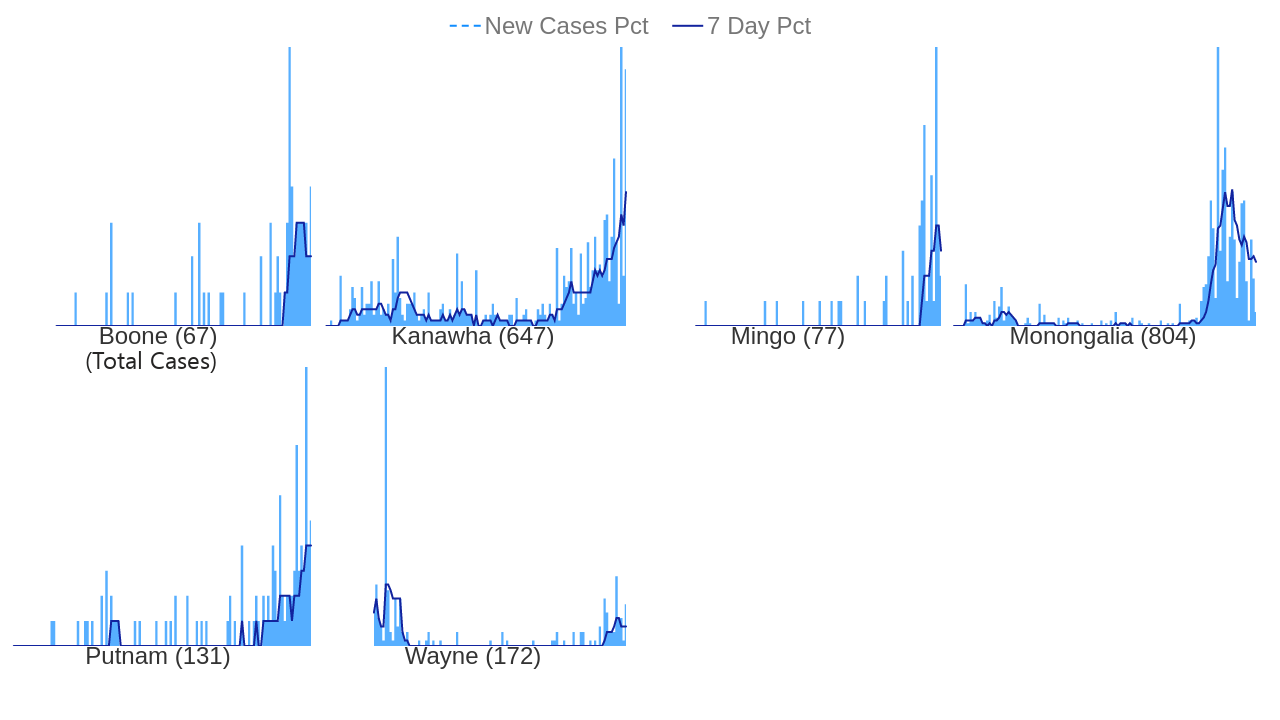 New Cases Pct 7 Day Pct
Boone (67)
(Total Cases)
Kanawha (647)
Mingo (77)
Monongalia (804)
Putnam (131)
Wayne (172)